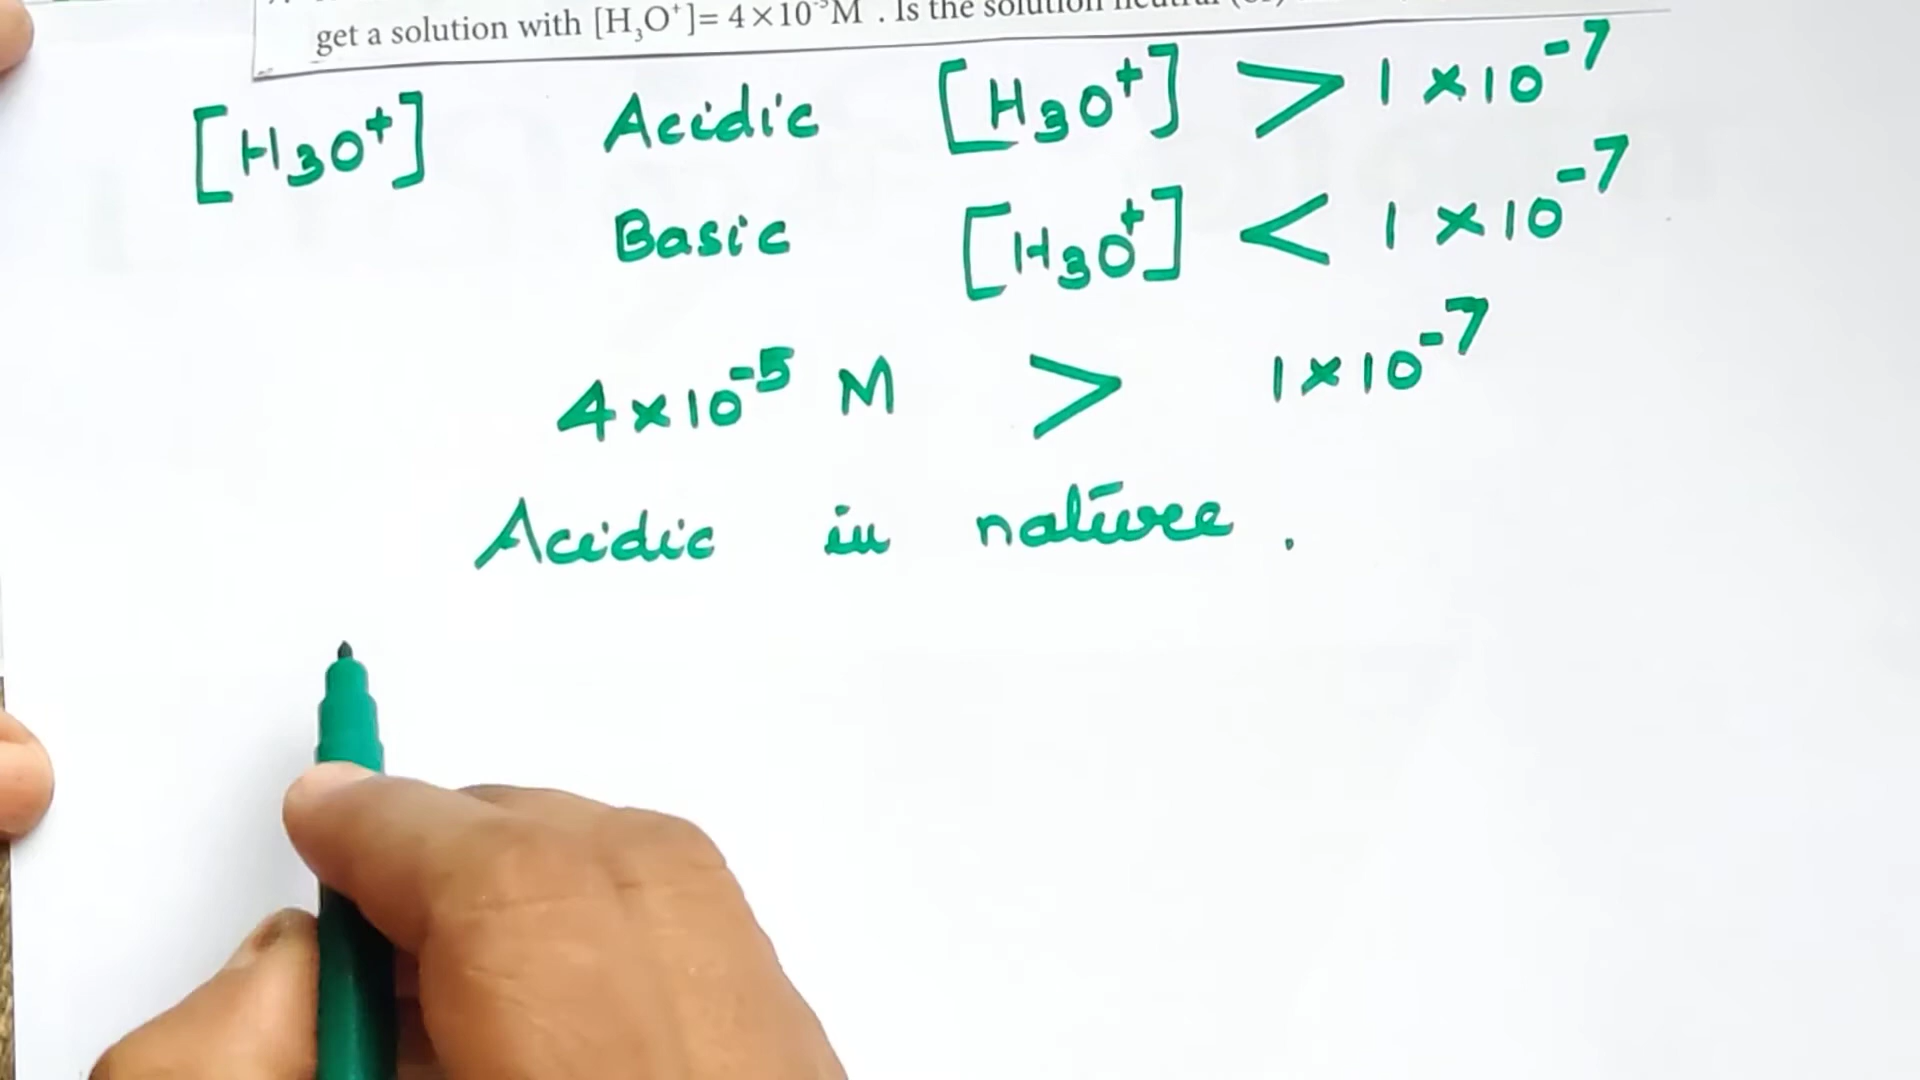 get a solution with [H₃O⁺]= 4×10⁻⁵M . Is the solution neutral
[H₃O⁺] Acidic [H₃O⁺] > 1 × 10⁻⁷
Basic [H₃O⁺] < 1 × 10⁻⁷
4×10⁻⁵ M > 1×10⁻⁷
Acidic in nature .